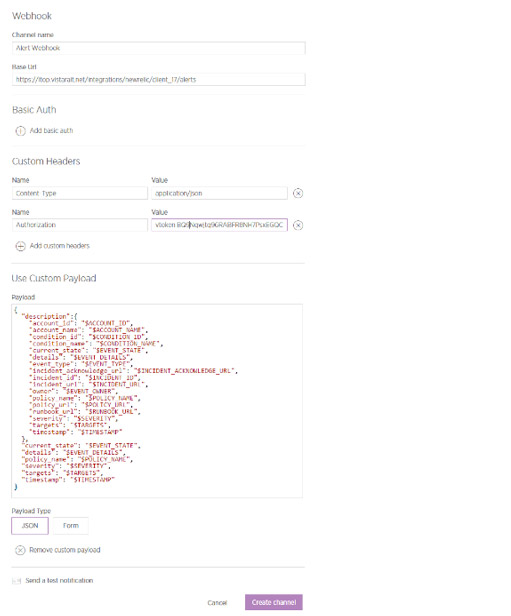 Webhook
Channel name
Alert Webhook
Base Url
https://itop.vistarait.net/integrations/newrelic/client_17/alerts
Basic Auth
Add basic auth
Custom Headers
Name Value
Content-Type application/json
Name Value
Authorization vtoken
Add custom headers
Use Custom Payload
Payload
{
"description":{
"account_id": "$ACCOUNT_ID",
"account_name": "$ACCOUNT_NAME",
"condition_id": "$CONDITION_ID",
"condition_name": "$CONDITION_NAME",
"current_state": "$EVENT_STATE",
"details": "$EVENT_DETAILS",
"event_type": "$EVENT_TYPE",
"incident_acknowledge_url": "$INCIDENT_ACKNOWLEDGE_URL",
"incident_id": "$INCIDENT_ID",
"incident_url": "$INCIDENT_URL",
"owner": "$EVENT_OWNER",
"policy_name": "$POLICY_NAME",
"policy_url": "$POLICY_URL",
"runbook_url": "$RUNBOOK_URL",
"severity": "$SEVERITY",
"targets": "$TARGETS",
"timestamp": "$TIMESTAMP"
},
"current_state": "$EVENT_STATE",
"details": "$EVENT_DETAILS",
"policy_name": "$POLICY_NAME",
"severity": "$SEVERITY",
"targets": "$TARGETS",
"timestamp": "$TIMESTAMP"
}
Payload Type
JSON Form
Remove custom payload
Send a test notification
Cancel Create channel